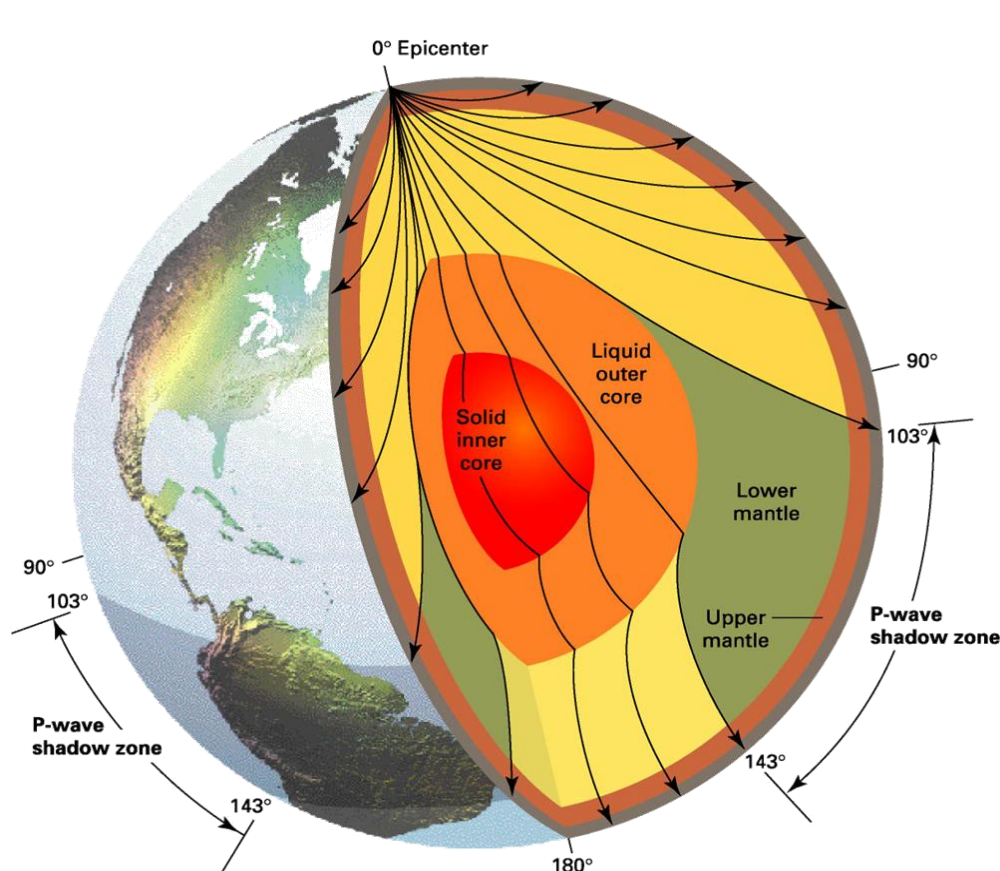 0° Epicenter
Liquid
outer
core
Solid
inner
core
90°
103°
Lower
mantle
Upper
mantle
P-wave
shadow zone
90°
103°
P-wave
shadow zone
143°
143°
180°